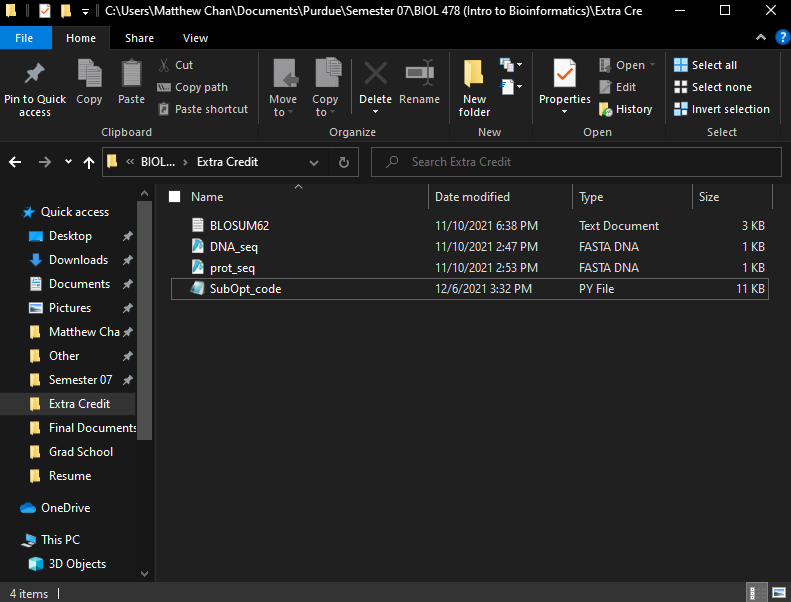 C:\Users\Matthew Chan\Documents\Purdue\Semester 07\BIOL 478 (Intro to Bioinformatics)\Extra Cre
File Home Share View
Pin to Quick access
Copy
Paste
Cut
Copy path
Paste shortcut
Clipboard
Move to
Copy to
Delete
Rename
Organize
New folder
New
Properties
Open
Edit
History
Open
Select all
Select none
Invert selection
Select
« BIOL... › Extra Credit
Search Extra Credit
Quick access
Desktop
Downloads
Documents
Pictures
Matthew Cha
Other
Semester 07
Extra Credit
Final Documents
Grad School
Resume
OneDrive
This PC
3D Objects
Name Date modified Type Size
BLOSUM62 11/10/2021 6:38 PM Text Document 3 KB
DNA_seq 11/10/2021 2:47 PM FASTA DNA 1 KB
prot_seq 11/10/2021 2:53 PM FASTA DNA 1 KB
SubOpt_code 12/6/2021 3:32 PM PY File 11 KB
4 items